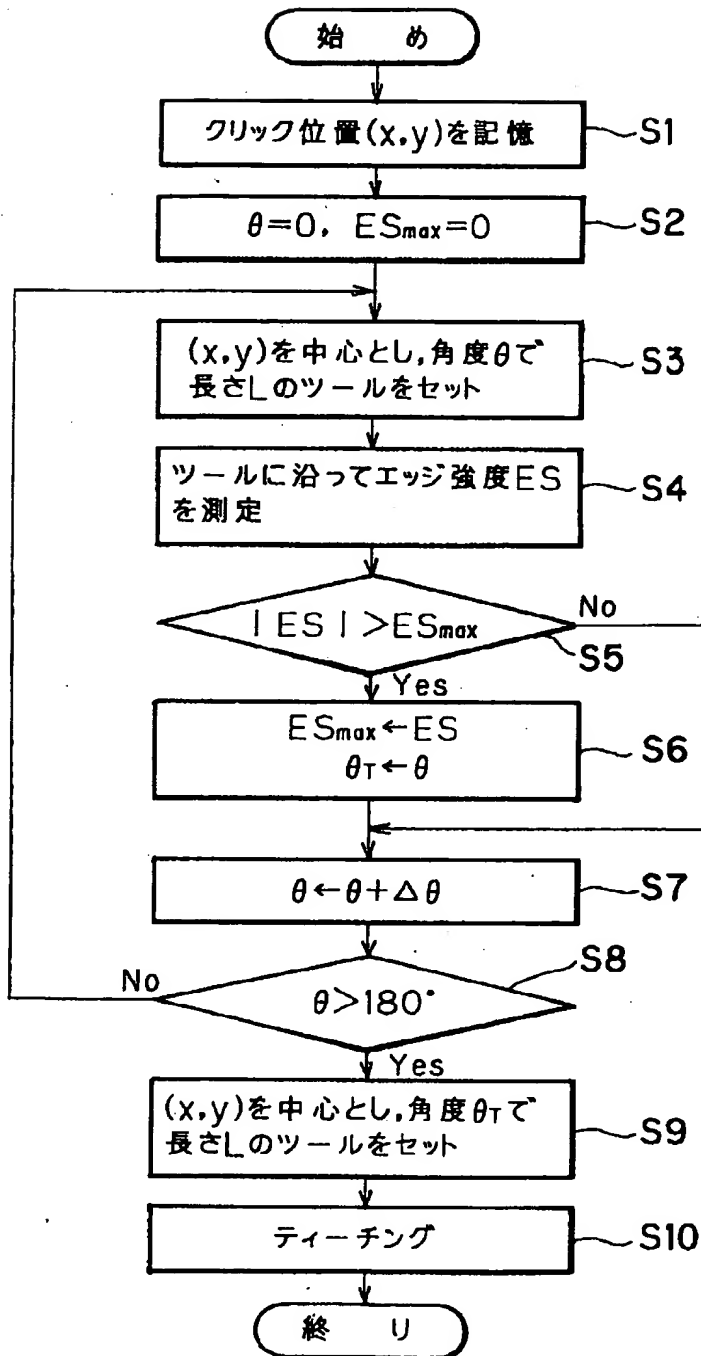 始 め
クリック位置(x,y)を記憶
S1
θ=0, ESmax=0
S2
(x,y)を中心とし,角度θで
長さLのツールをセット
S3
ツールに沿ってエッジ強度ES
を測定
S4
|ES|>ESmax
No
S5
Yes
ESmax←ES
θT←θ
S6
θ←θ+Δθ
S7
S8
No
θ>180°
Yes
(x,y)を中心とし,角度θTで
長さLのツールをセット
S9
ティーチング
S10
終 り